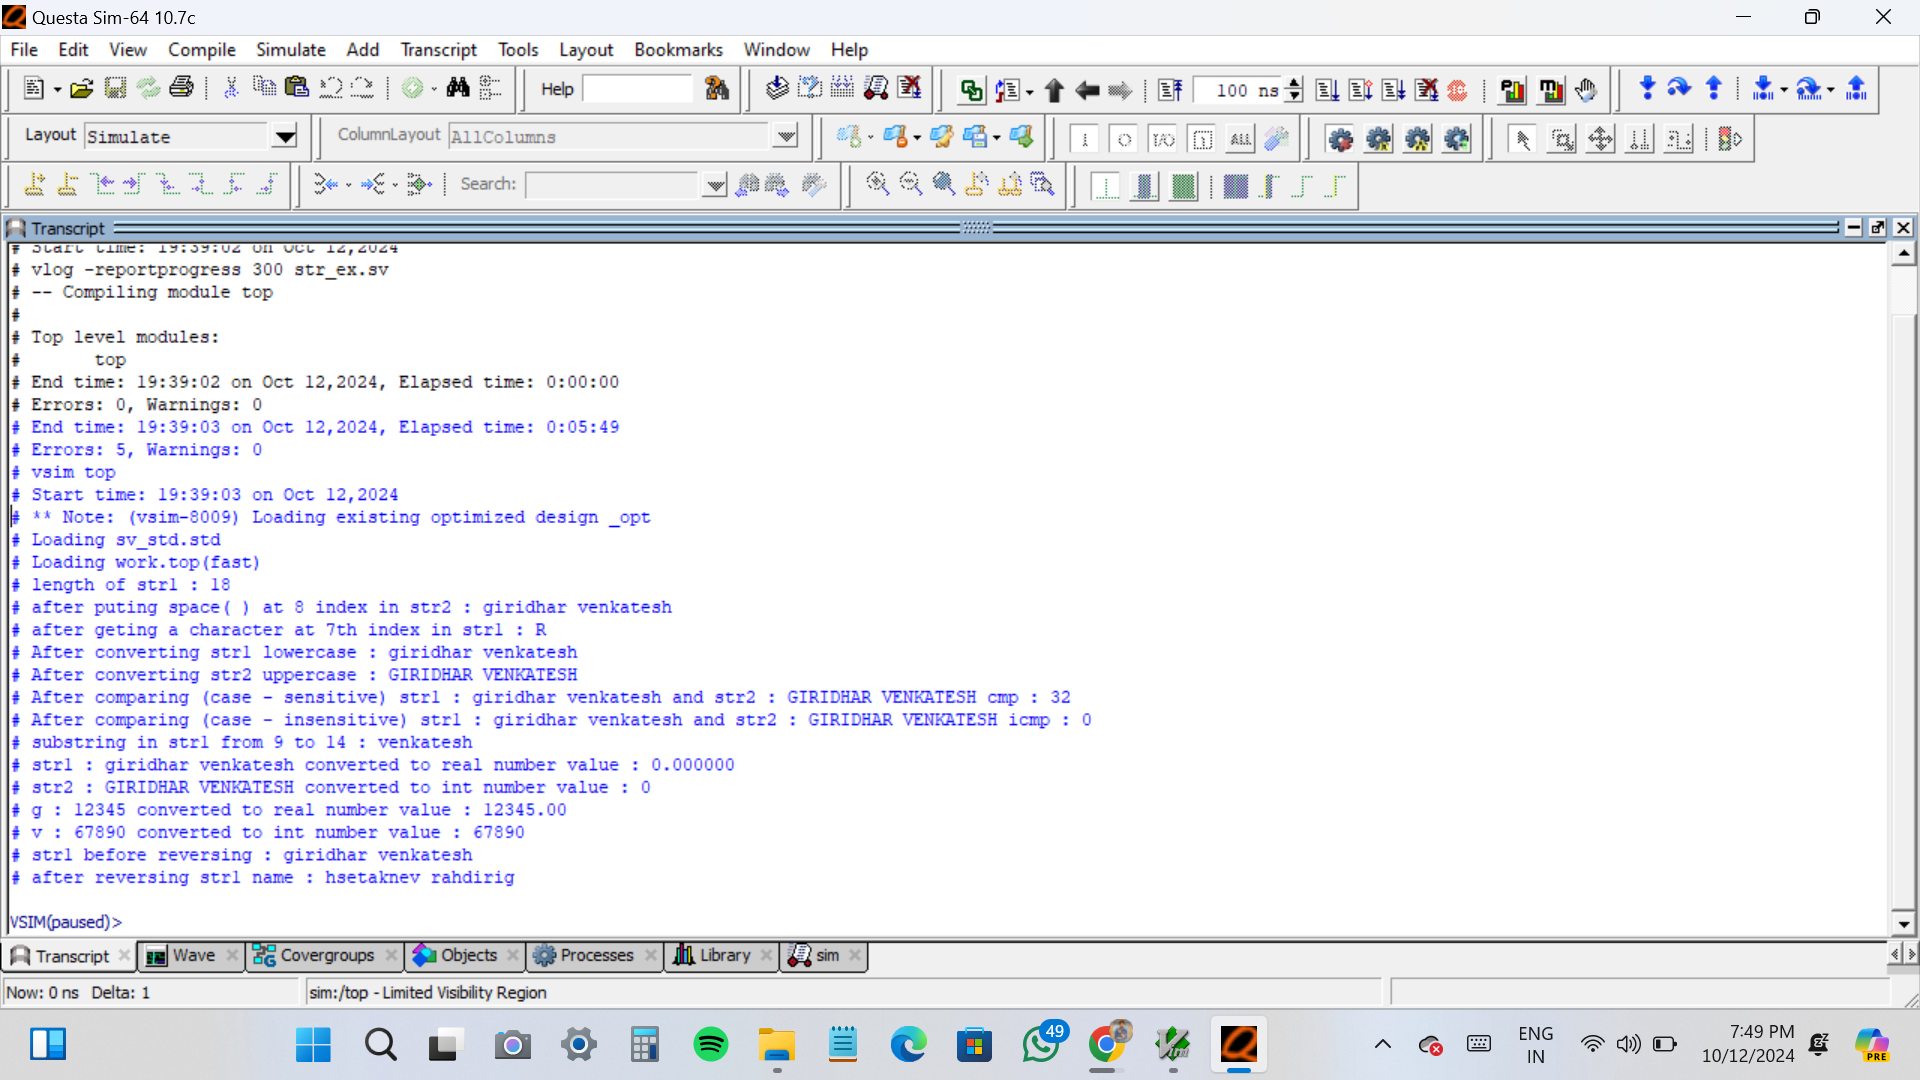 Questa Sim-64 10.7c
File Edit View Compile Simulate Add Transcript Tools Layout Bookmarks Window Help
Help
100 ns
Layout Simulate
ColumnLayout AllColumns
ALL
Search:
Transcript
# Start time: 19:39:02 on Oct 12,2024
# vlog -reportprogress 300 str_ex.sv
# -- Compiling module top
#
# Top level modules:
# top
# End time: 19:39:02 on Oct 12,2024, Elapsed time: 0:00:00
# Errors: 0, Warnings: 0
# End time: 19:39:03 on Oct 12,2024, Elapsed time: 0:05:49
# Errors: 5, Warnings: 0
# vsim top
# Start time: 19:39:03 on Oct 12,2024
# ** Note: (vsim-8009) Loading existing optimized design _opt
# Loading sv_std.std
# Loading work.top(fast)
# length of str1 : 18
# after puting space( ) at 8 index in str2 : giridhar venkatesh
# after geting a character at 7th index in str1 : R
# After converting str1 lowercase : giridhar venkatesh
# After converting str2 uppercase : GIRIDHAR VENKATESH
# After comparing (case - sensitive) str1 : giridhar venkatesh and str2 : GIRIDHAR VENKATESH cmp : 32
# After comparing (case - insensitive) str1 : giridhar venkatesh and str2 : GIRIDHAR VENKATESH icmp : 0
# substring in str1 from 9 to 14 : venkatesh
# str1 : giridhar venkatesh converted to real number value : 0.000000
# str2 : GIRIDHAR VENKATESH converted to int number value : 0
# g : 12345 converted to real number value : 12345.00
# v : 67890 converted to int number value : 67890
# str1 before reversing : giridhar venkatesh
# after reversing str1 name : hsetaknev rahdirig
VSIM(paused)>
Transcript Wave Covergroups Objects Processes Library sim
Now: 0 ns Delta: 1 sim:/top - Limited Visibility Region
49
ENG
IN
7:49 PM
10/12/2024
PRE